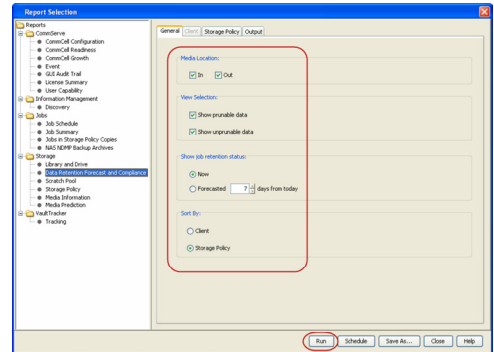 Report Selection
Reports
CommServe
CommCell Configuration
CommCell Readiness
CommCell Growth
Event
GUI Audit Trail
License Summary
User Capability
Information Management
Discovery
Jobs
Job Schedule
Job Summary
Jobs in Storage Policy Copies
NAS NDMP Backup Archives
Storage
Library and Drive
Data Retention Forecast and Compliance
Scratch Pool
Storage Policy
Media Information
Media Prediction
VaultTracker
Tracking
General Client Storage Policy Output
Media Location:
In Out
View Selection:
Show prunable data
Show unprunable data
Show job retention status:
Now
Forecasted 7 days from today
Sort By:
Client
Storage Policy
Run Schedule Save As... Close Help